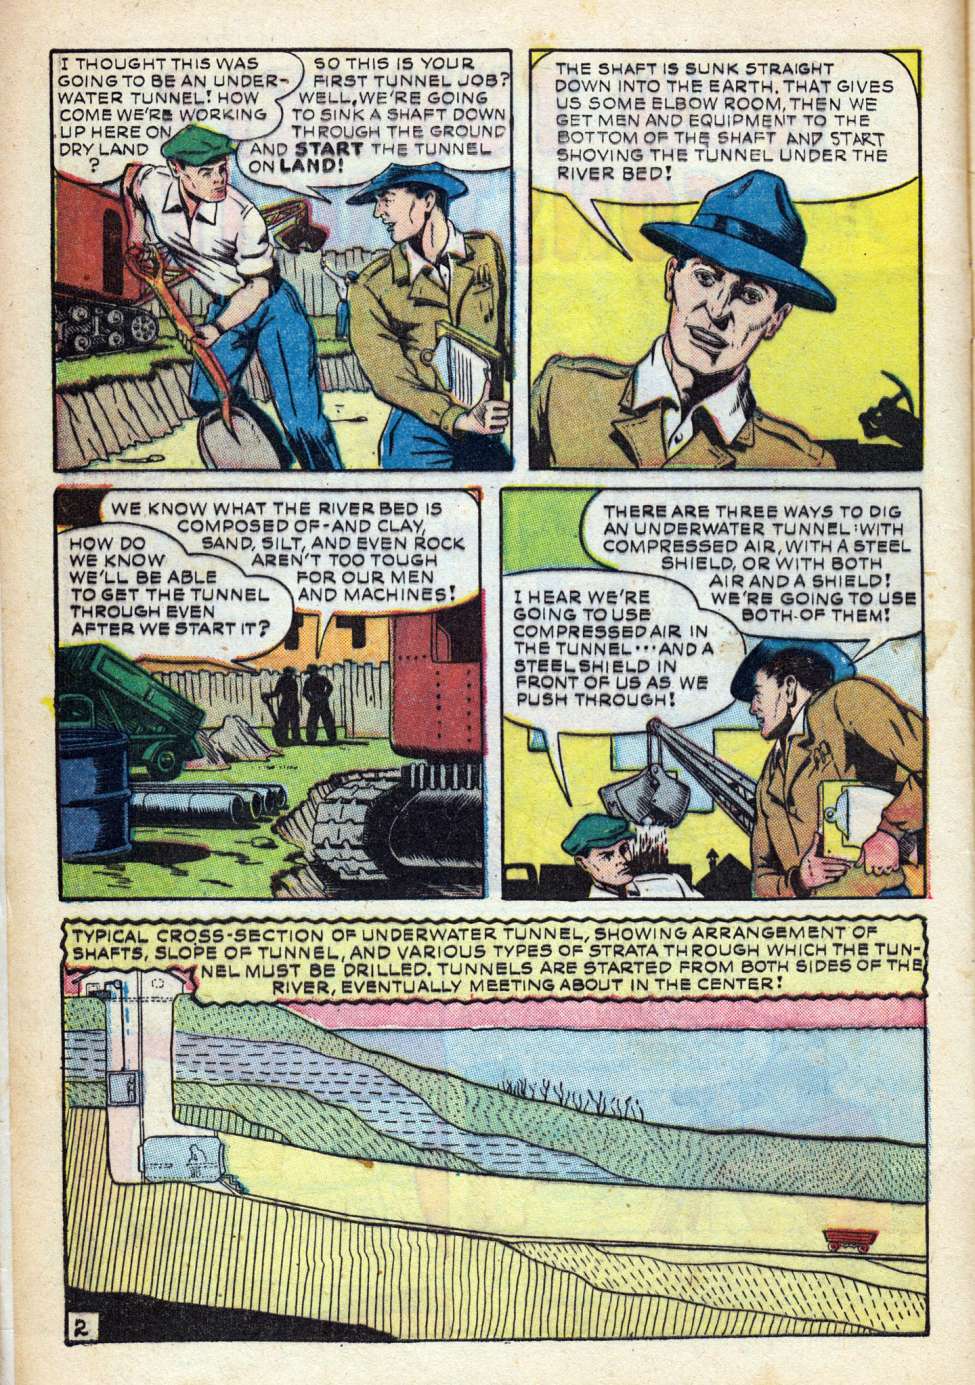 I THOUGHT THIS WAS
GOING TO BE AN UNDER-
WATER TUNNEL! HOW
COME WE'RE WORKING
UP HERE ON
DRY LAND
?
SO THIS IS YOUR
FIRST TUNNEL JOB?
WELL, WE'RE GOING
TO SINK A SHAFT DOWN
THROUGH THE GROUND
AND START THE TUNNEL
ON LAND!
THE SHAFT IS SUNK STRAIGHT
DOWN INTO THE EARTH. THAT GIVES
US SOME ELBOW ROOM, THEN WE
GET MEN AND EQUIPMENT TO THE
BOTTOM OF THE SHAFT AND START
SHOVING THE TUNNEL UNDER THE
RIVER BED!
HOW DO
WE KNOW
WE'LL BE ABLE
TO GET THE TUNNEL
THROUGH EVEN
AFTER WE START IT?
WE KNOW WHAT THE RIVER BED IS
COMPOSED OF-AND CLAY,
SAND, SILT, AND EVEN ROCK
AREN'T TOO TOUGH
FOR OUR MEN
AND MACHINES!
I HEAR WE'RE
GOING TO USE
COMPRESSED AIR IN
THE TUNNEL...AND A
STEEL SHIELD IN
FRONT OF US AS WE
PUSH THROUGH!
THERE ARE THREE WAYS TO DIG
AN UNDERWATER TUNNEL: WITH
COMPRESSED AIR, WITH A STEEL
SHIELD, OR WITH BOTH
AIR AND A SHIELD!
WE'RE GOING TO USE
BOTH OF THEM!
TYPICAL CROSS-SECTION OF UNDERWATER TUNNEL, SHOWING ARRANGEMENT OF
SHAFTS, SLOPE OF TUNNEL, AND VARIOUS TYPES OF STRATA THROUGH WHICH THE TUN-
NEL MUST BE DRILLED. TUNNELS ARE STARTED FROM BOTH SIDES OF THE
RIVER, EVENTUALLY MEETING ABOUT IN THE CENTER!
2